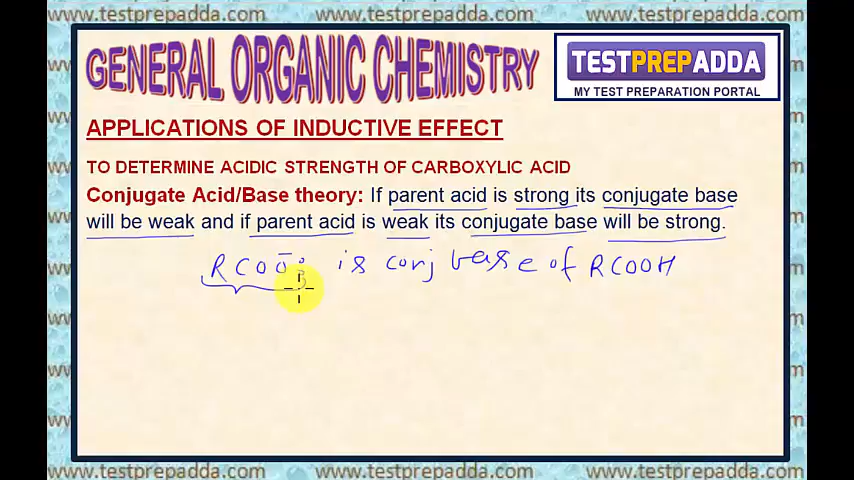 www.testprepadda.com www.testprepadda.com www.testprepadda.com
GENERAL ORGANIC CHEMISTRY
TESTPREPADDA
MY TEST PREPARATION PORTAL
APPLICATIONS OF INDUCTIVE EFFECT
TO DETERMINE ACIDIC STRENGTH OF CARBOXYLIC ACID
Conjugate Acid/Base theory: If parent acid is strong its conjugate base
will be weak and if parent acid is weak its conjugate base will be strong.
RCOO⁻: is conj base of RCOOH
www.testprepadda.com www.testprepadda.com www.testprepadda.com